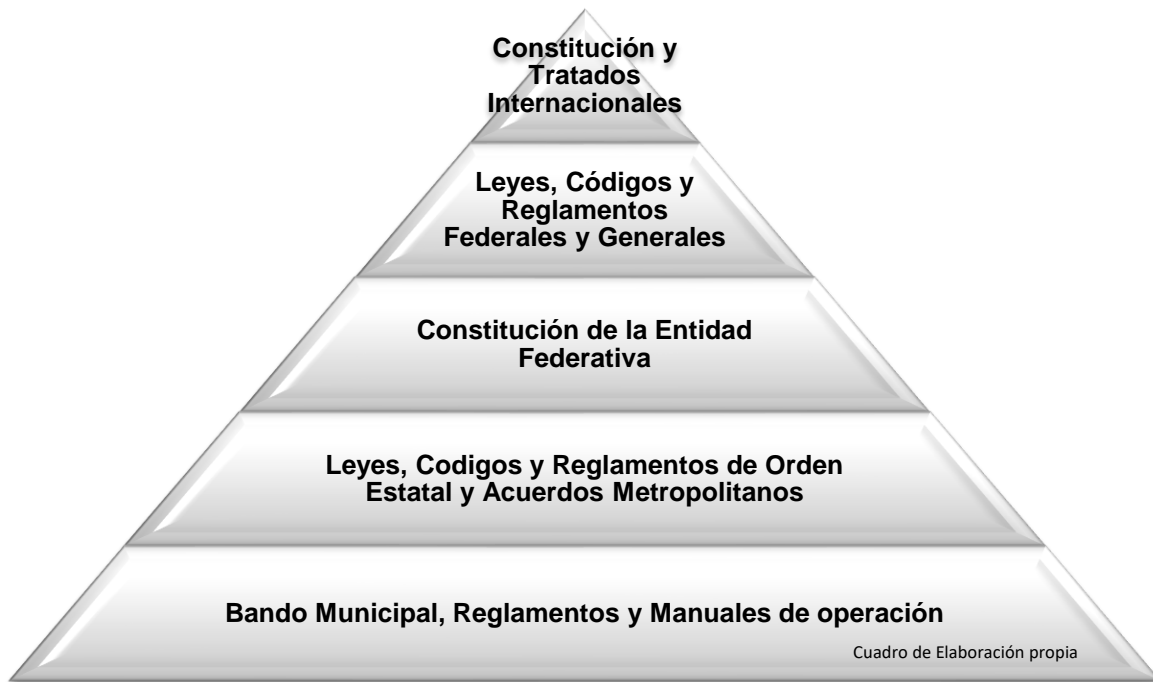 Constitución y
Tratados
Internacionales
Leyes, Códigos y
Reglamentos
Federales y Generales
Constitución de la Entidad
Federativa
Leyes, Codigos y Reglamentos de Orden
Estatal y Acuerdos Metropolitanos
Bando Municipal, Reglamentos y Manuales de operación
Cuadro de Elaboración propia